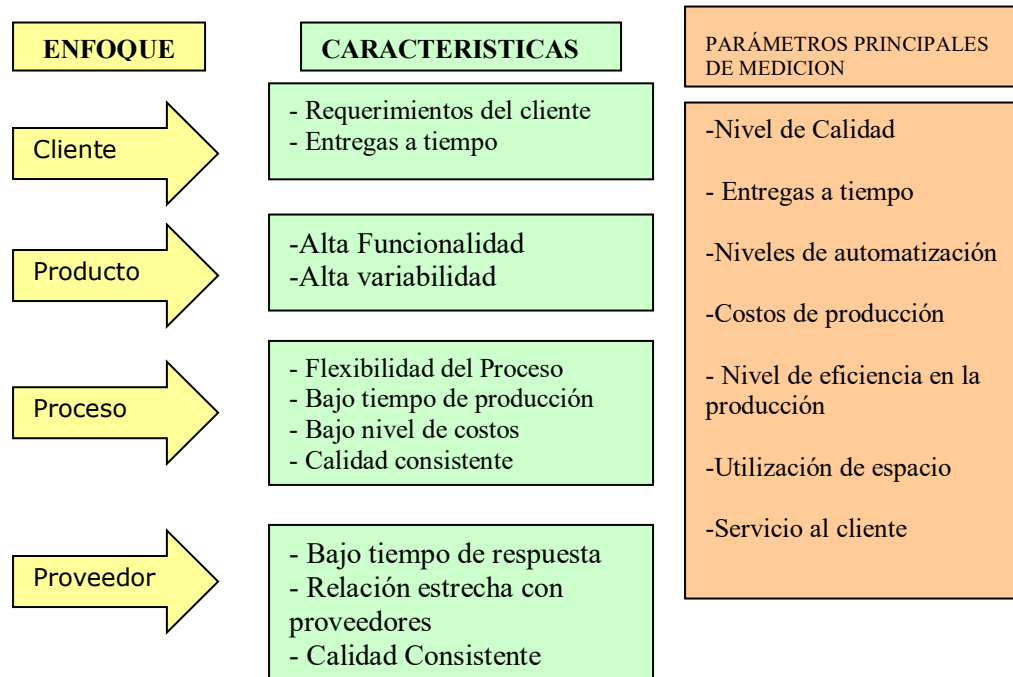 ENFOQUE
CARACTERISTICAS
PARÁMETROS PRINCIPALES
DE MEDICION
Cliente
- Requerimientos del cliente
- Entregas a tiempo
Producto
-Alta Funcionalidad
-Alta variabilidad
Proceso
- Flexibilidad del Proceso
- Bajo tiempo de producción
- Bajo nivel de costos
- Calidad consistente
Proveedor
- Bajo tiempo de respuesta
- Relación estrecha con
proveedores
- Calidad Consistente
-Nivel de Calidad
- Entregas a tiempo
-Niveles de automatización
-Costos de producción
- Nivel de eficiencia en la
producción
-Utilización de espacio
-Servicio al cliente